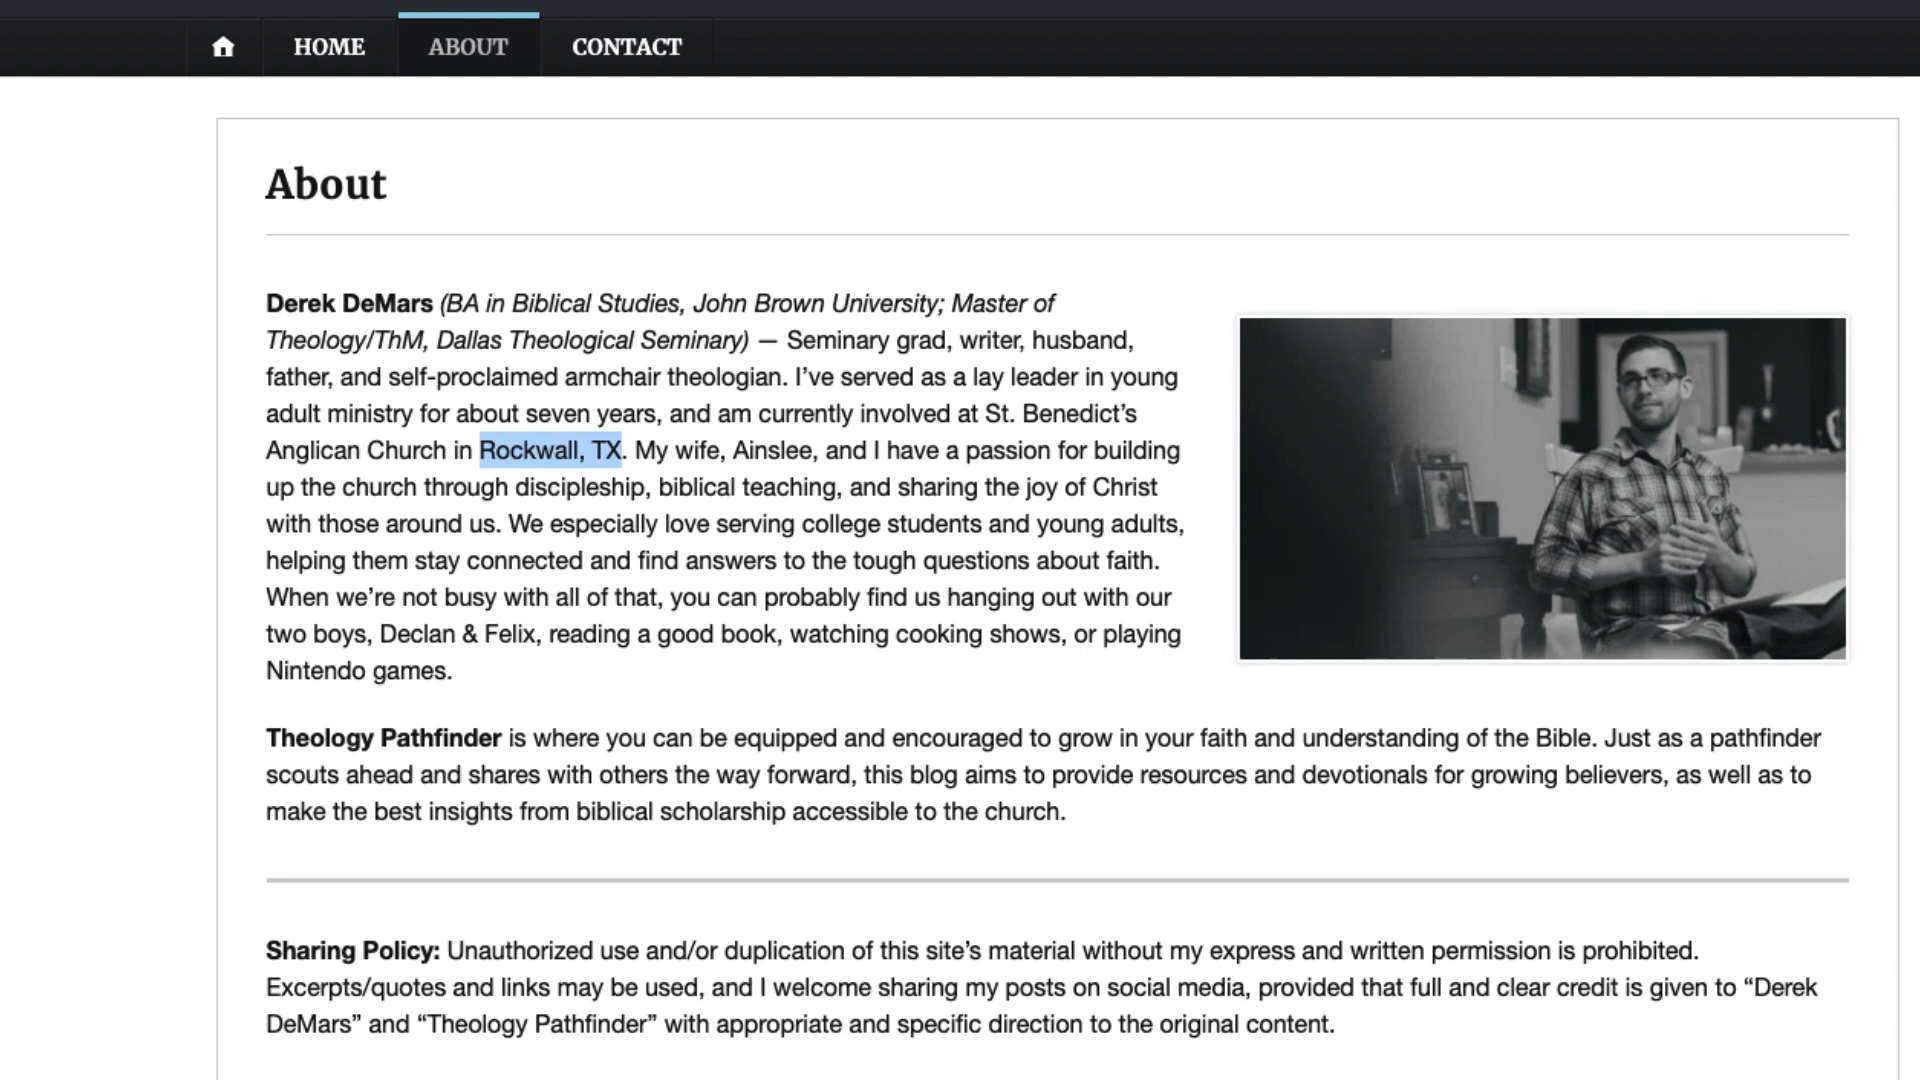 HOME ABOUT CONTACT
About
Derek DeMars (BA in Biblical Studies, John Brown University; Master of
Theology/ThM, Dallas Theological Seminary) — Seminary grad, writer, husband,
father, and self-proclaimed armchair theologian. I’ve served as a lay leader in young
adult ministry for about seven years, and am currently involved at St. Benedict’s
Anglican Church in Rockwall, TX. My wife, Ainslee, and I have a passion for building
up the church through discipleship, biblical teaching, and sharing the joy of Christ
with those around us. We especially love serving college students and young adults,
helping them stay connected and find answers to the tough questions about faith.
When we’re not busy with all of that, you can probably find us hanging out with our
two boys, Declan & Felix, reading a good book, watching cooking shows, or playing
Nintendo games.
Theology Pathfinder is where you can be equipped and encouraged to grow in your faith and understanding of the Bible. Just as a pathfinder
scouts ahead and shares with others the way forward, this blog aims to provide resources and devotionals for growing believers, as well as to
make the best insights from biblical scholarship accessible to the church.
Sharing Policy: Unauthorized use and/or duplication of this site’s material without my express and written permission is prohibited.
Excerpts/quotes and links may be used, and I welcome sharing my posts on social media, provided that full and clear credit is given to “Derek
DeMars” and “Theology Pathfinder” with appropriate and specific direction to the original content.